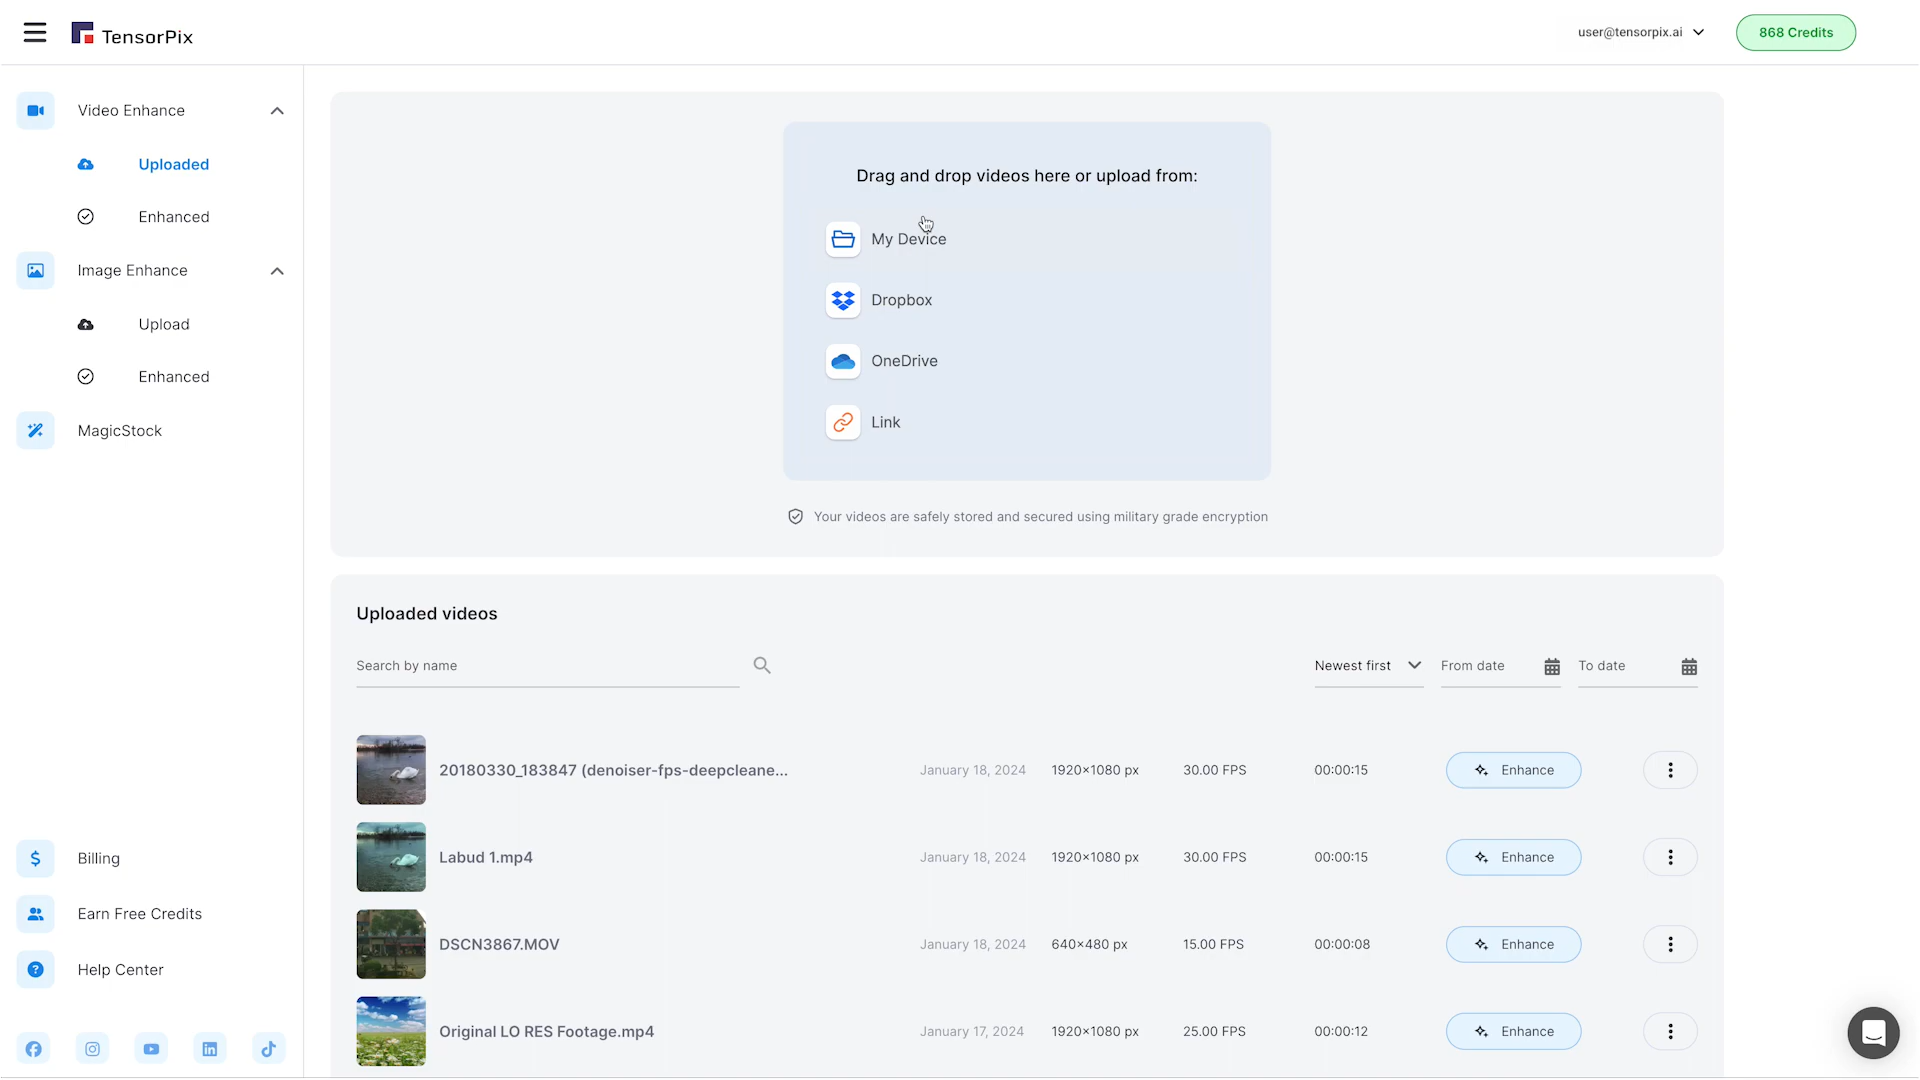 TensorPix
user@tensorpix.ai
868 Credits
Video Enhance
Uploaded
Enhanced
Image Enhance
Upload
Enhanced
MagicStock
Billing
Earn Free Credits
Help Center
Drag and drop videos here or upload from:
My Device
Dropbox
OneDrive
Link
Your videos are safely stored and secured using military grade encryption
Uploaded videos
Search by name
Newest first From date To date
20180330_183847 (denoiser-fps-deepcleane... January 18, 2024 1920×1080 px 30.00 FPS 00:00:15 Enhance
Labud 1.mp4 January 18, 2024 1920×1080 px 30.00 FPS 00:00:15 Enhance
DSCN3867.MOV January 18, 2024 640×480 px 15.00 FPS 00:00:08 Enhance
Original LO RES Footage.mp4 January 17, 2024 1920×1080 px 25.00 FPS 00:00:12 Enhance